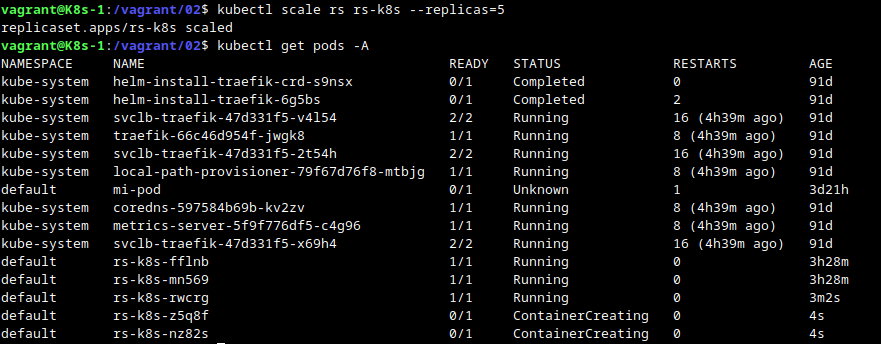 vagrant@K8s-1:/vagrant/02$ kubectl scale rs rs-k8s --replicas=5
replicaset.apps/rs-k8s scaled
vagrant@K8s-1:/vagrant/02$ kubectl get pods -A
NAMESPACE NAME READY STATUS RESTARTS AGE
kube-system helm-install-traefik-crd-s9nsx 0/1 Completed 0 91d
kube-system helm-install-traefik-6g5bs 0/1 Completed 2 91d
kube-system svclb-traefik-47d331f5-v4l54 2/2 Running 16 (4h39m ago) 91d
kube-system traefik-66c46d954f-jwgk8 1/1 Running 8 (4h39m ago) 91d
kube-system svclb-traefik-47d331f5-2t54h 2/2 Running 16 (4h39m ago) 91d
kube-system local-path-provisioner-79f67d76f8-mtbjg 1/1 Running 8 (4h39m ago) 91d
default mi-pod 0/1 Unknown 1 3d21h
kube-system coredns-597584b69b-kv2zv 1/1 Running 8 (4h39m ago) 91d
kube-system metrics-server-5f9f776df5-c4g96 1/1 Running 8 (4h39m ago) 91d
kube-system svclb-traefik-47d331f5-x69h4 2/2 Running 16 (4h39m ago) 91d
default rs-k8s-fflnb 1/1 Running 0 3h28m
default rs-k8s-mn569 1/1 Running 0 3h28m
default rs-k8s-rwcrg 1/1 Running 0 3m2s
default rs-k8s-z5q8f 0/1 ContainerCreating 0 4s
default rs-k8s-nz82s 0/1 ContainerCreating 0 4s